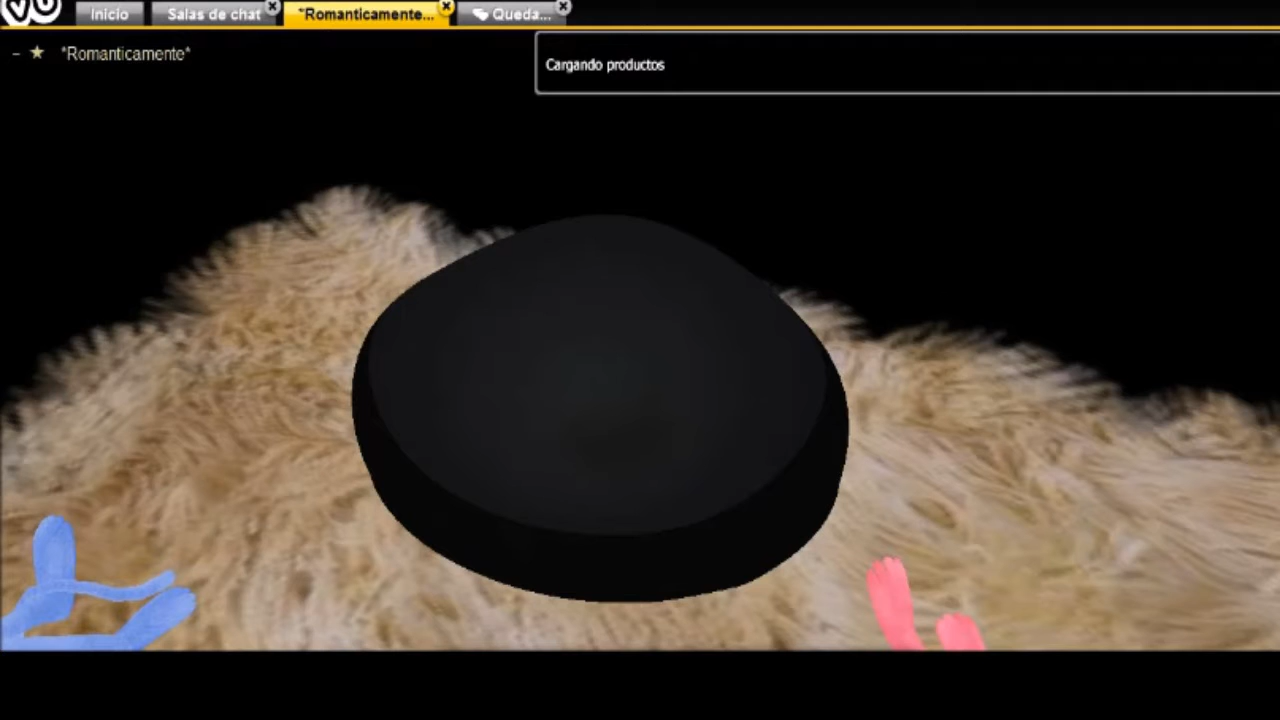 Inicio
Salas de chat
*Romanticamente...
Queda...
*Romanticamente*
Cargando productos